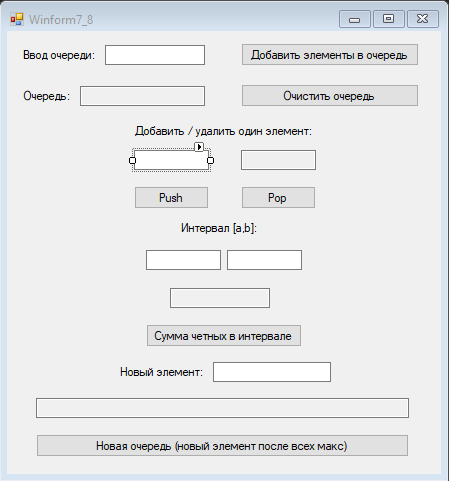 Winform7_8
Ввод очереди:
Добавить элементы в очередь
Очередь:
Очистить очередь
Добавить / удалить один элемент:
Push
Pop
Интервал [a,b]:
Сумма четных в интервале
Новый элемент:
Новая очередь (новый элемент после всех макс)